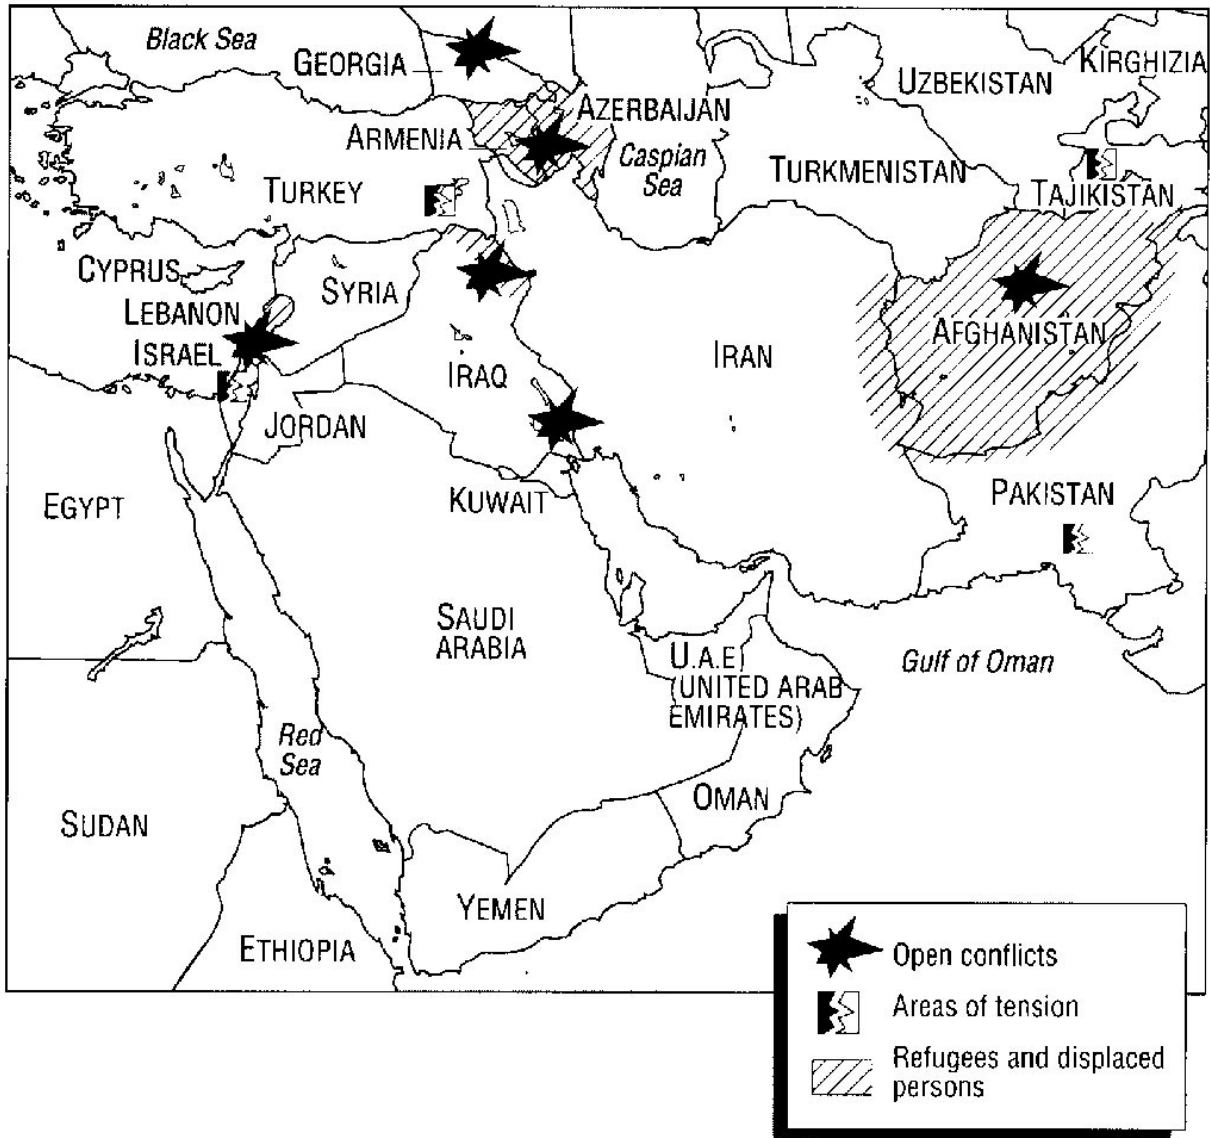 Black Sea
GEORGIA
KIRGHIZIA
UZBEKISTAN
AZERBAIJAN
ARMENIA
Caspian
Sea
TURKMENISTAN
TURKEY
TAJIKISTAN
CYPRUS
SYRIA
LEBANON
AFGHANISTAN
ISRAEL
IRAN
IRAQ
JORDAN
KUWAIT
PAKISTAN
EGYPT
SAUDI
ARABIA
U.A.E)
(UNITED ARAB
EMIRATES)
Gulf of Oman
Red
Sea
OMAN
SUDAN
YEMEN
ETHIOPIA
Open conflicts
Areas of tension
Refugees and displaced
persons